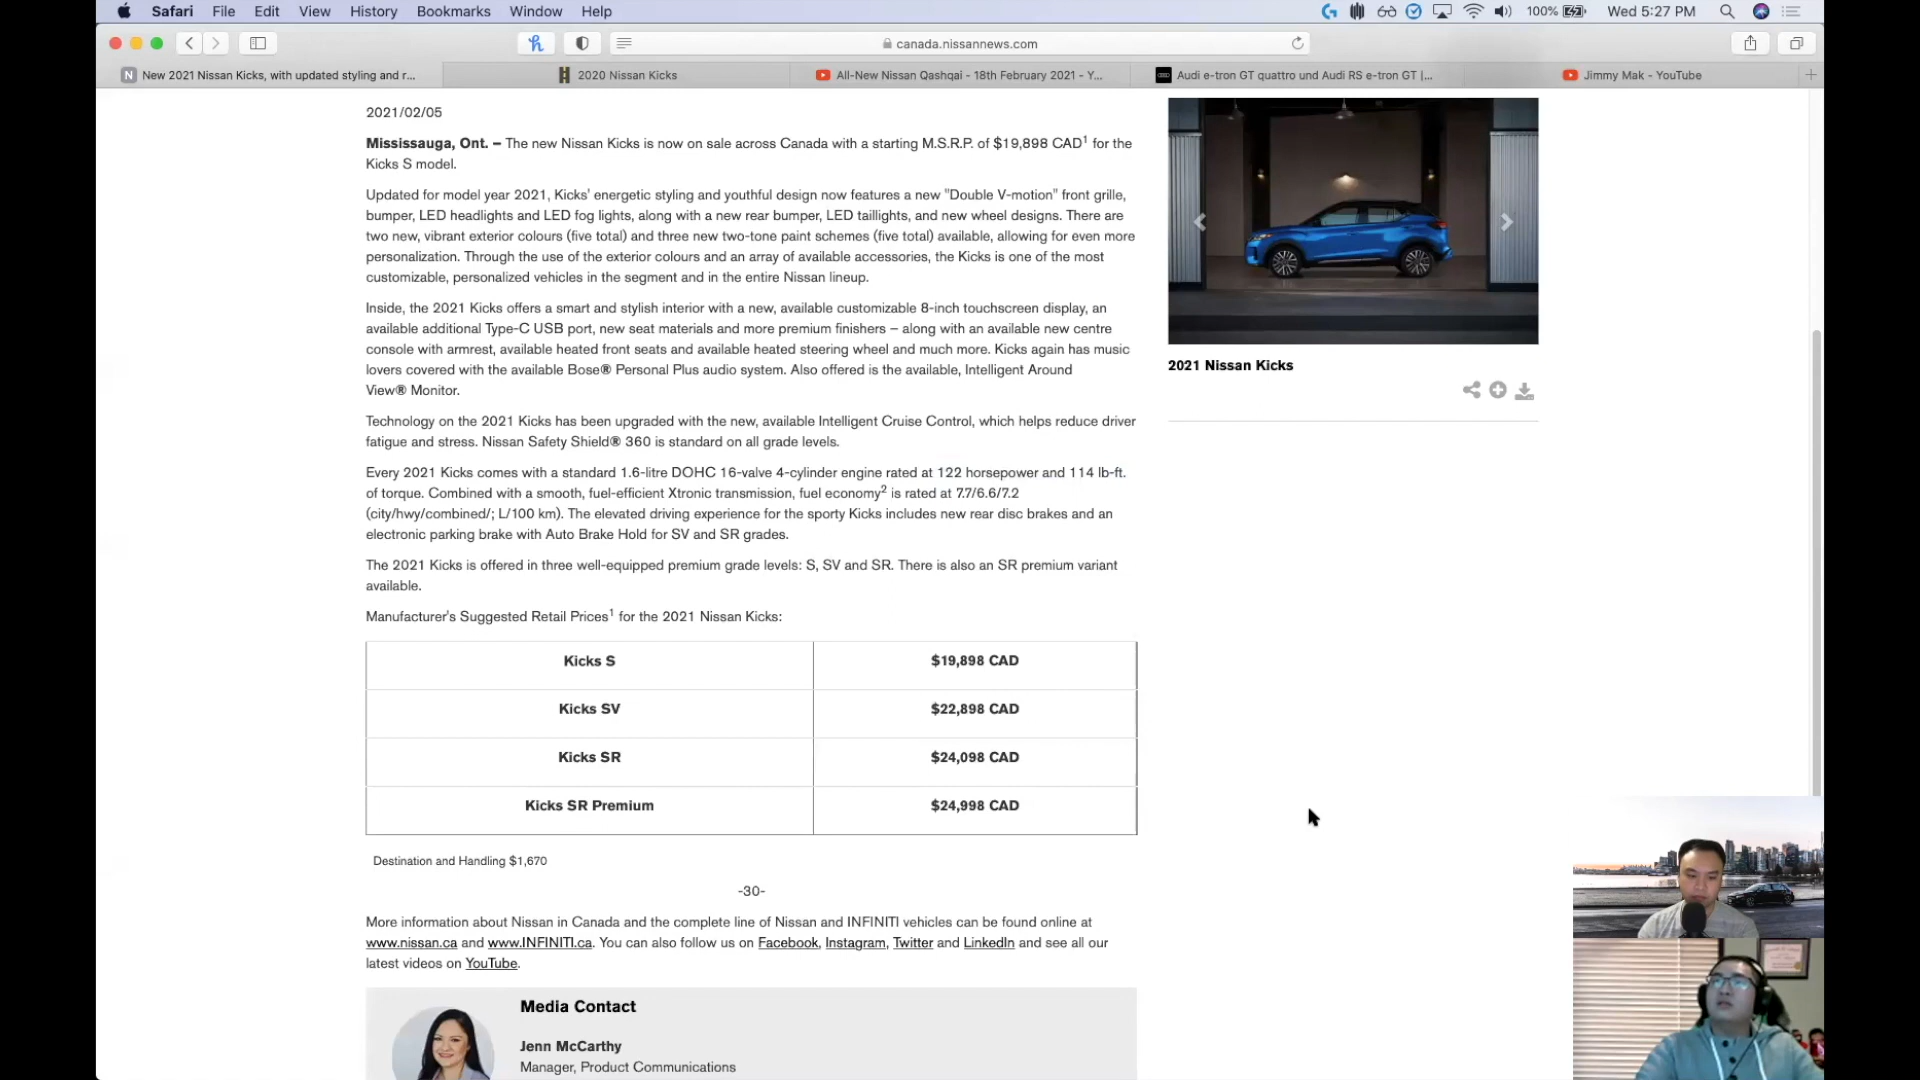 Safari File Edit View History Bookmarks Window Help 100% Wed 5:27 PM
canada.nissannews.com
New 2021 Nissan Kicks, with updated styling and r... 2020 Nissan Kicks All-New Nissan Qashqai - 18th February 2021 - Y... Audi e-tron GT quattro und Audi RS e-tron GT |... Jimmy Mak - YouTube
2021/02/05
Mississauga, Ont. – The new Nissan Kicks is now on sale across Canada with a starting M.S.R.P. of $19,898 CAD1 for the
Kicks S model.
Updated for model year 2021, Kicks' energetic styling and youthful design now features a new "Double V-motion" front grille,
bumper, LED headlights and LED fog lights, along with a new rear bumper, LED taillights, and new wheel designs. There are
two new, vibrant exterior colours (five total) and three new two-tone paint schemes (five total) available, allowing for even more
personalization. Through the use of the exterior colours and an array of available accessories, the Kicks is one of the most
customizable, personalized vehicles in the segment and in the entire Nissan lineup.
Inside, the 2021 Kicks offers a smart and stylish interior with a new, available customizable 8-inch touchscreen display, an
available additional Type-C USB port, new seat materials and more premium finishers – along with an available new centre
console with armrest, available heated front seats and available heated steering wheel and much more. Kicks again has music
lovers covered with the available Bose® Personal Plus audio system. Also offered is the available, Intelligent Around
View® Monitor.
Technology on the 2021 Kicks has been upgraded with the new, available Intelligent Cruise Control, which helps reduce driver
fatigue and stress. Nissan Safety Shield® 360 is standard on all grade levels.
Every 2021 Kicks comes with a standard 1.6-litre DOHC 16-valve 4-cylinder engine rated at 122 horsepower and 114 lb-ft.
of torque. Combined with a smooth, fuel-efficient Xtronic transmission, fuel economy2 is rated at 7.7/6.6/7.2
(city/hwy/combined/; L/100 km). The elevated driving experience for the sporty Kicks includes new rear disc brakes and an
electronic parking brake with Auto Brake Hold for SV and SR grades.
The 2021 Kicks is offered in three well-equipped premium grade levels: S, SV and SR. There is also an SR premium variant
available.
Manufacturer's Suggested Retail Prices1 for the 2021 Nissan Kicks:
Kicks S $19,898 CAD
Kicks SV $22,898 CAD
Kicks SR $24,098 CAD
Kicks SR Premium $24,998 CAD
Destination and Handling $1,670
-30-
More information about Nissan in Canada and the complete line of Nissan and INFINITI vehicles can be found online at
www.nissan.ca and www.INFINITI.ca. You can also follow us on Facebook, Instagram, Twitter and LinkedIn and see all our
latest videos on YouTube.
Media Contact
Jenn McCarthy
Manager, Product Communications
2021 Nissan Kicks